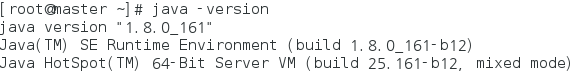 [root@master ~]# java -version
java version "1.8.0_161"
Java(TM) SE Runtime Environment (build 1.8.0_161-b12)
Java HotSpot(TM) 64-Bit Server VM (build 25.161-b12, mixed mode)